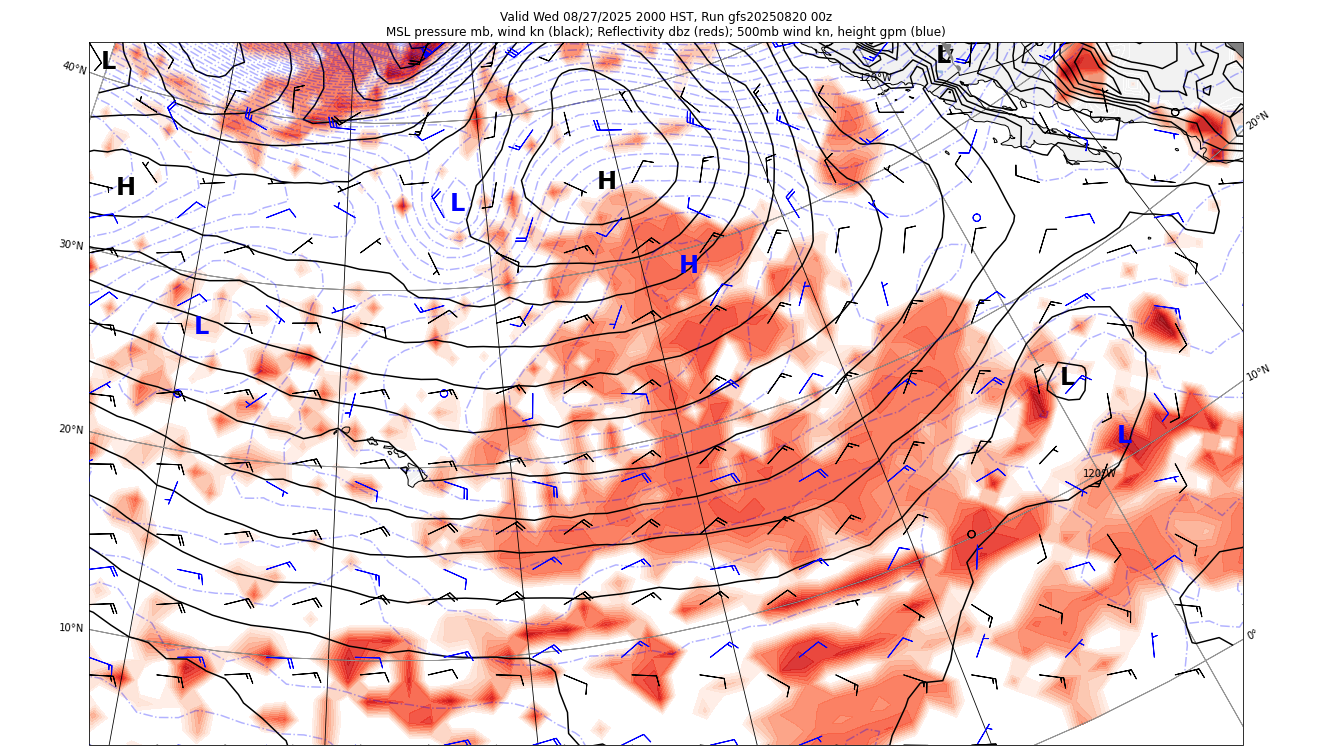 Valid Wed 08/27/2025 2000 HST, Run gfs20250820 00z
MSL pressure mb, wind kn (black); Reflectivity dbz (reds); 500mb wind kn, height gpm (blue)
L
L
40°N
120°W
20°N
H
H
L
30°N
H
L
10°N
L
20°N
L
120°W
10°N
0°